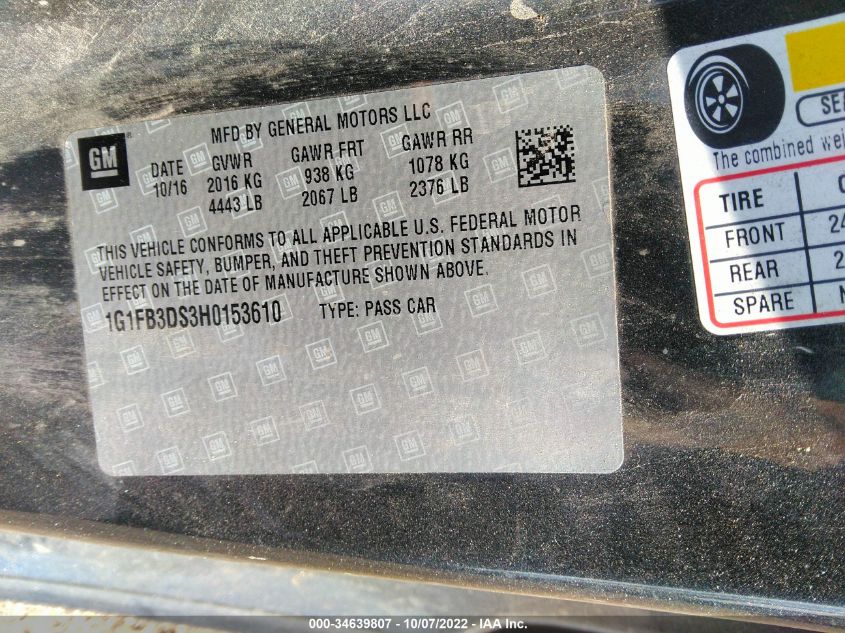 MFD BY GENERAL MOTORS LLC
GM
DATE GVWR GAWR FRT GAWR RR
10/16 2016 KG 938 KG 1078 KG
4443 LB 2067 LB 2376 LB
THIS VEHICLE CONFORMS TO ALL APPLICABLE U.S. FEDERAL MOTOR
VEHICLE SAFETY, BUMPER, AND THEFT PREVENTION STANDARDS IN
EFFECT ON THE DATE OF MANUFACTURE SHOWN ABOVE.
1G1FB3DS3H0153610 TYPE: PASS CAR
The combined
TIRE
FRONT
REAR
SPARE
000-34639807 - 10/07/2022 - IAA Inc.